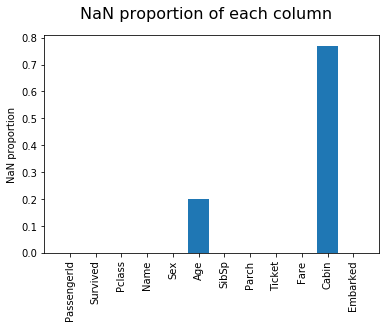 NaN proportion of each column
NaN proportion
0.8
0.7
0.6
0.5
0.4
0.3
0.2
0.1
0.0
PassengerId
Survived
Pclass
Name
Sex
Age
SibSp
Parch
Ticket
Fare
Cabin
Embarked